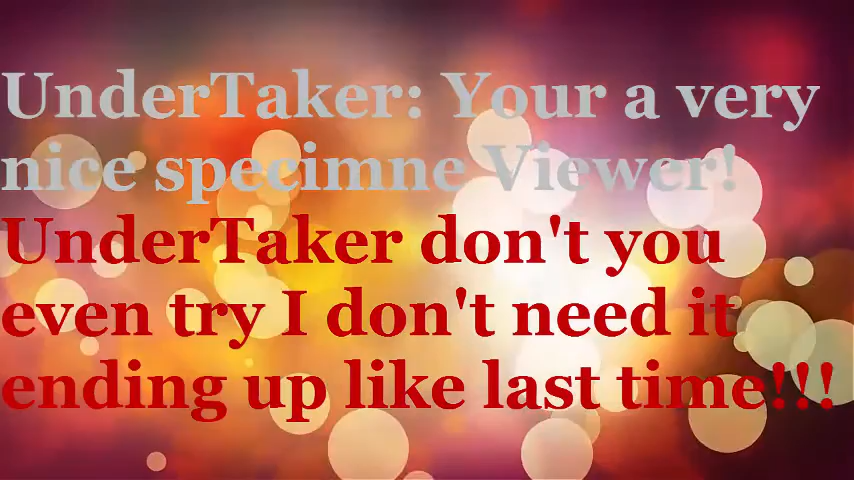 UnderTaker: Your a very
nice specimne Viewer!
UnderTaker don't you
even try I don't need it
ending up like last time!!!